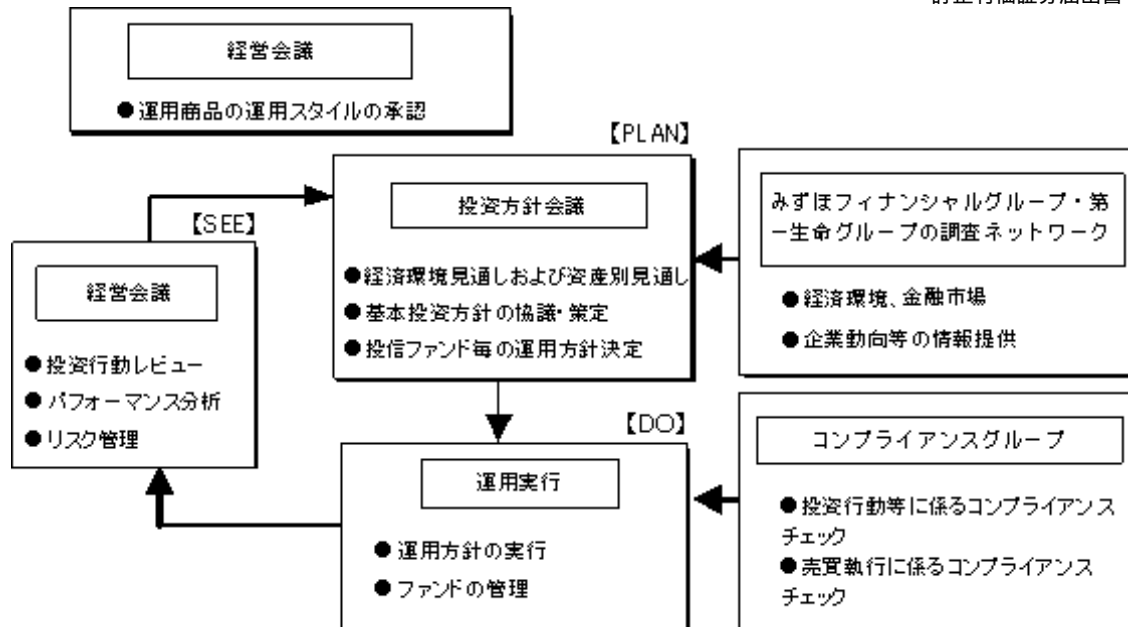 訂正有価証券届出書
経営会議
●運用商品の運用スタイルの承認
【PLAN】
投資方針会議
●経済環境見通しおよび資産別見通し
●基本投資方針の協議・策定
●投信ファンド毎の運用方針決定
みずほフィナンシャルグループ・第
一生命グループの調査ネットワーク
●経済環境、金融市場
●企業動向等の情報提供
【SEE】
経営会議
●投資行動レビュー
●パフォーマンス分析
●リスク管理
【DO】
運用実行
●運用方針の実行
●ファンドの管理
コンプライアンスグループ
●投資行動等に係るコンプライアンス
チェック
●売買執行に係るコンプライアンス
チェック